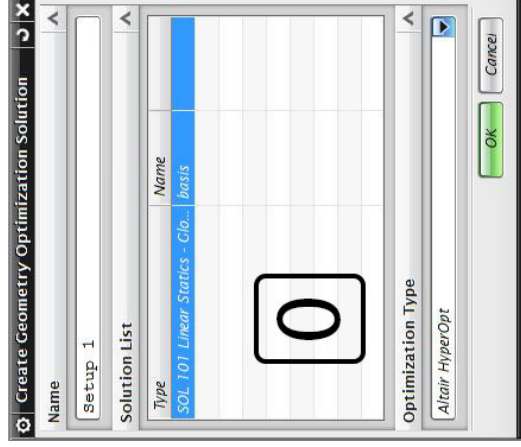 Create Geometry Optimization Solution
Name
Setup 1
Solution List
Type Name
SOL 101 Linear Statics - Glo... basis
0
Optimization Type
Altair HyperOpt
OK Cancel